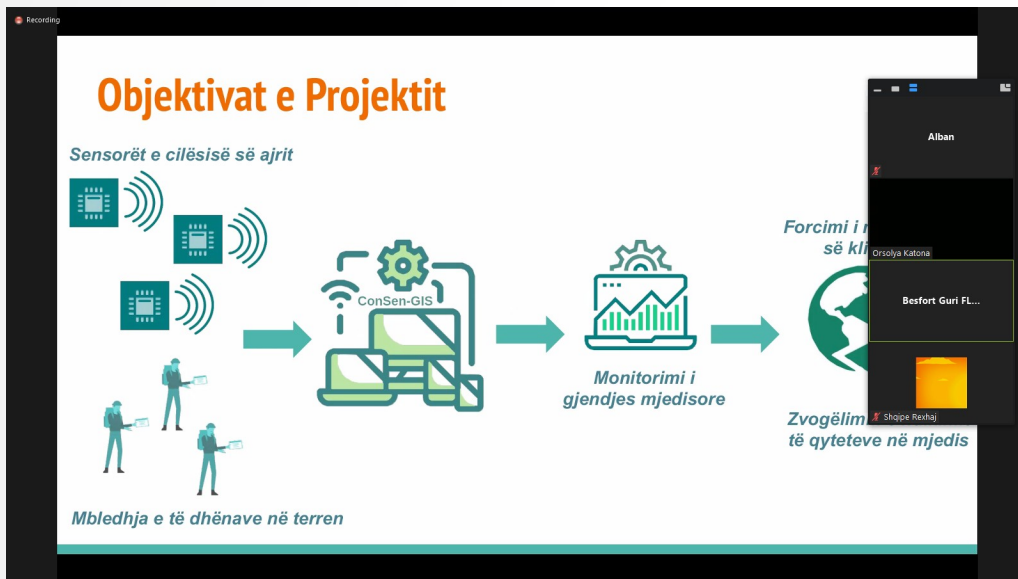 Recording
Objektivat e Projektit
Sensorët e cilësisë së ajrit
ConSen-GIS
Mbledhja e të dhënave në terren
Monitorimi i
gjendjes mjedisore
Forcimi i
së
Zvogëlim
të qyteteve në mjedis
Alban
Orsolya Katona
Besfort Guri FL...
Shqipe Rexhaj